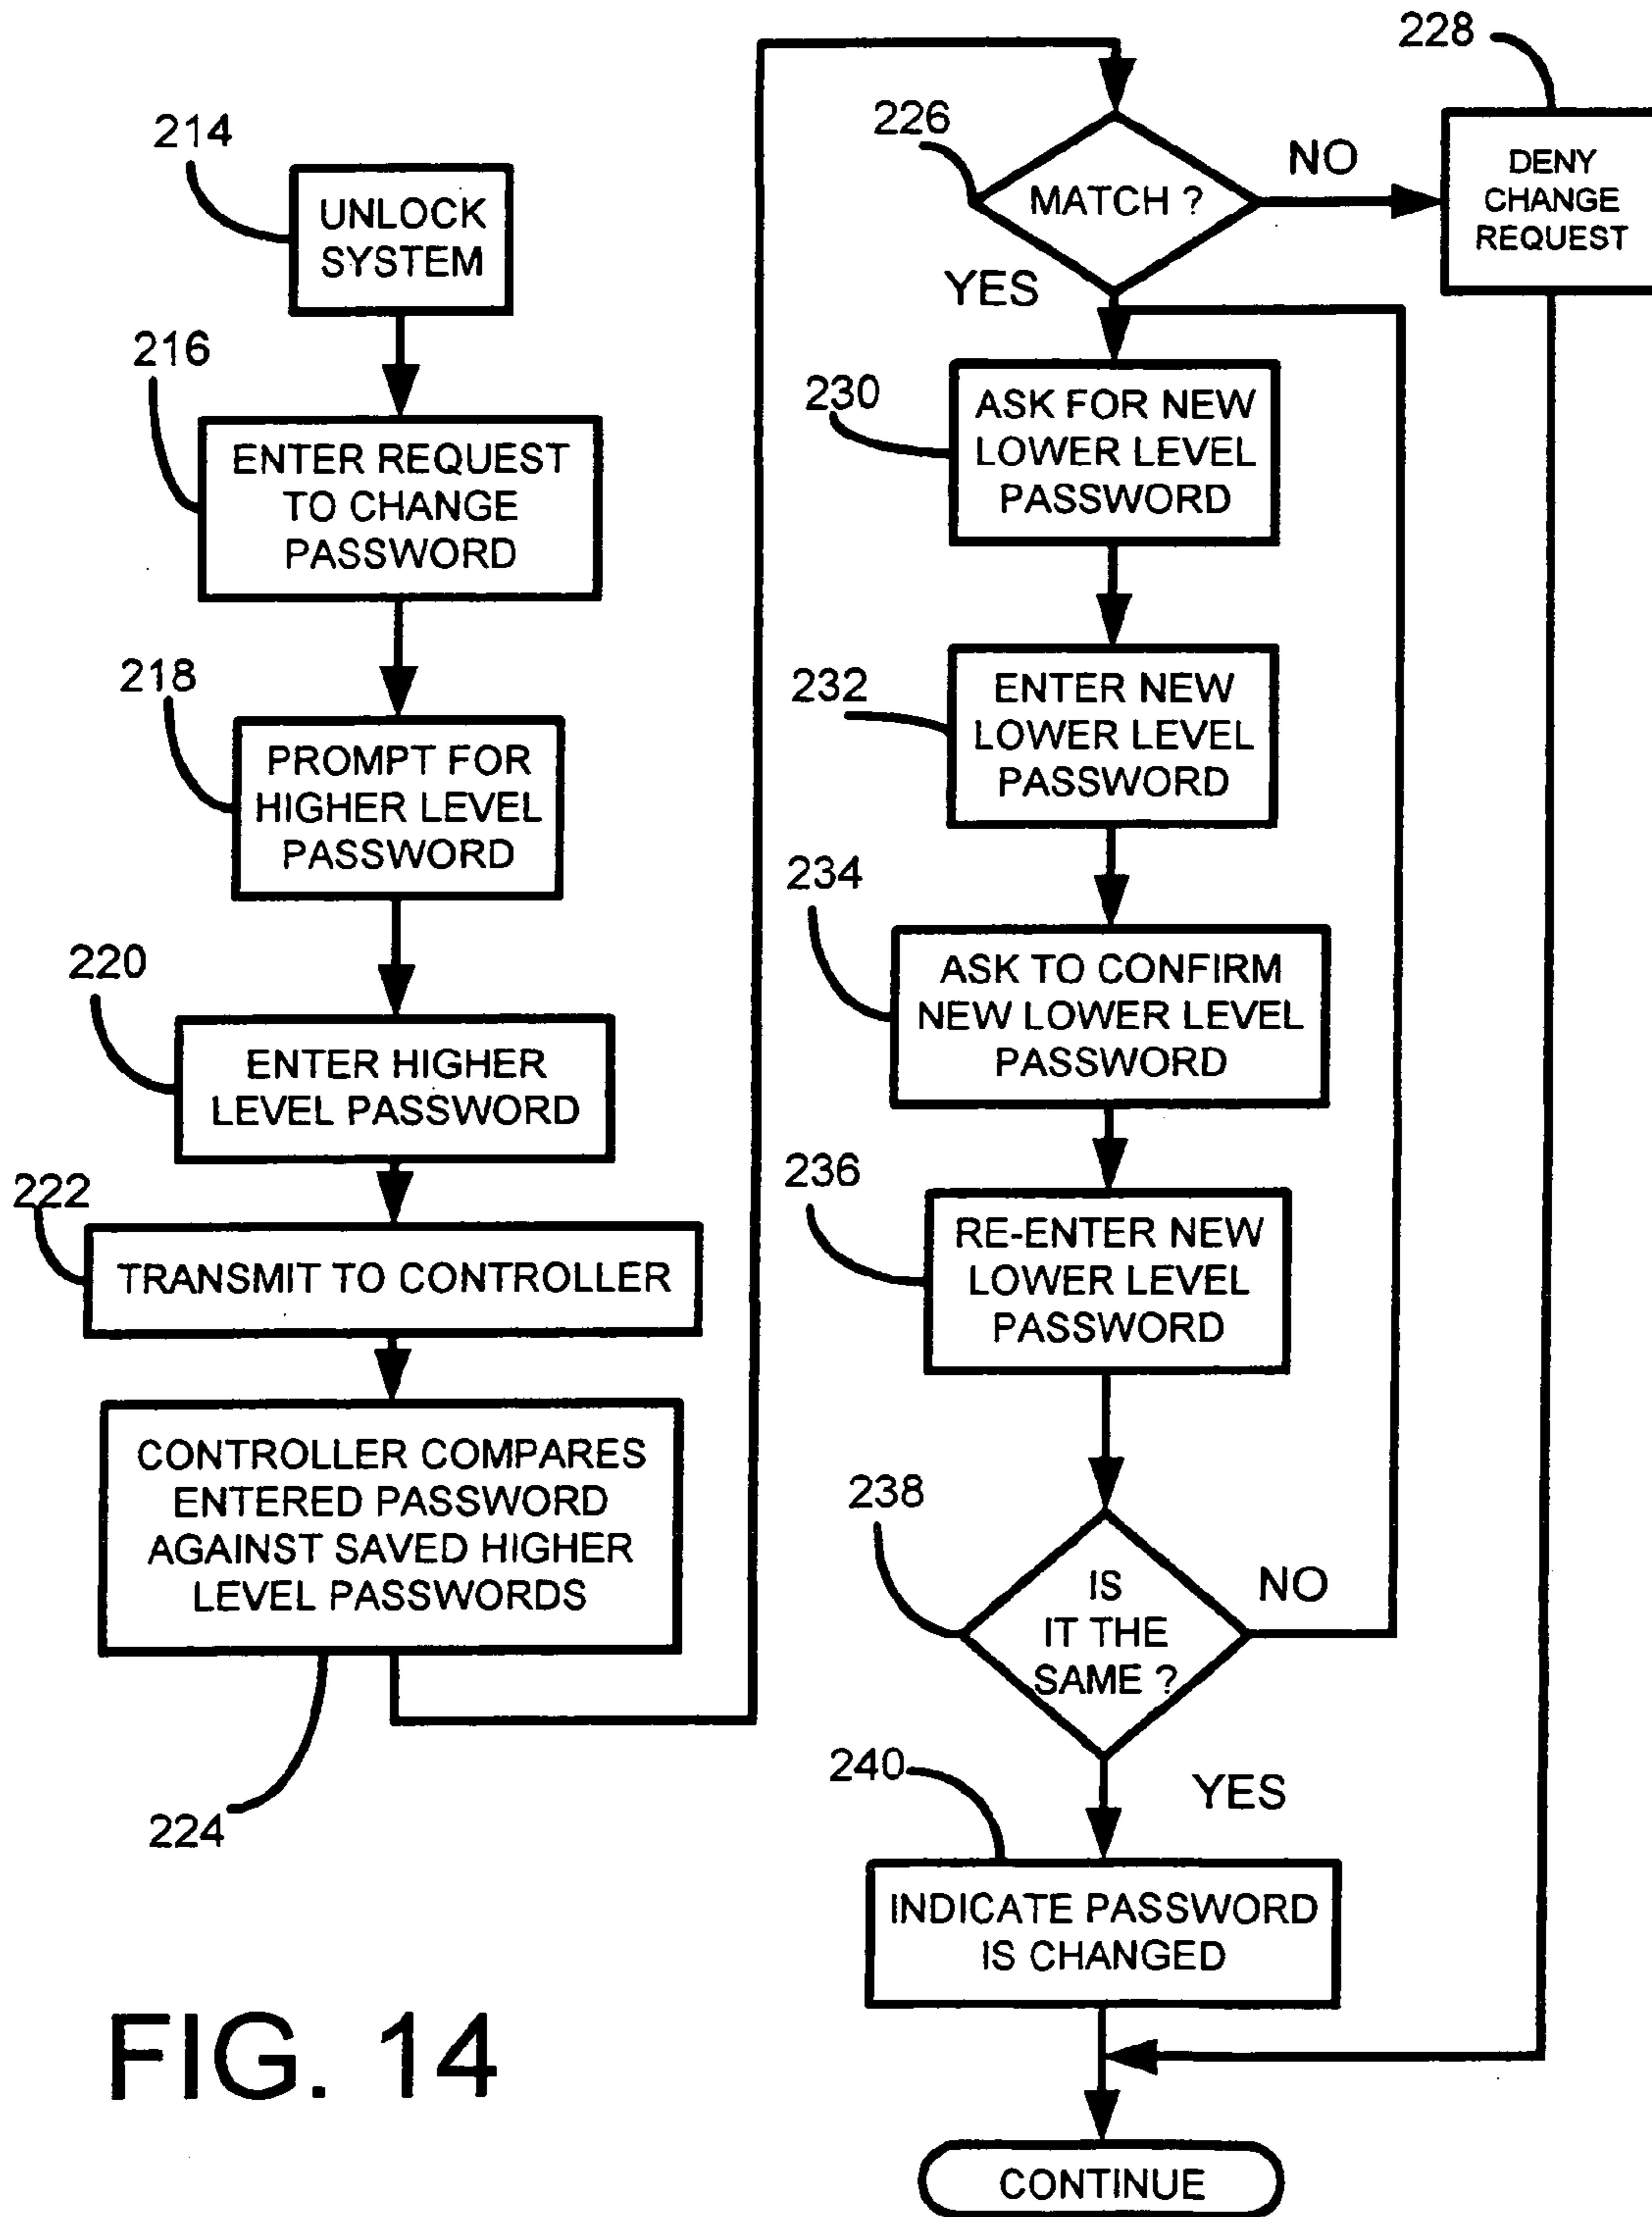 214
UNLOCK
SYSTEM
216
ENTER REQUEST
TO CHANGE
PASSWORD
218
PROMPT FOR
HIGHER LEVEL
PASSWORD
220
ENTER HIGHER
LEVEL PASSWORD
222
TRANSMIT TO CONTROLLER
CONTROLLER COMPARES
ENTERED PASSWORD
AGAINST SAVED HIGHER
LEVEL PASSWORDS
224
226
MATCH ?
NO
228
DENY
CHANGE
REQUEST
YES
230
ASK FOR NEW
LOWER LEVEL
PASSWORD
232
ENTER NEW
LOWER LEVEL
PASSWORD
234
ASK TO CONFIRM
NEW LOWER LEVEL
PASSWORD
236
RE-ENTER NEW
LOWER LEVEL
PASSWORD
238
IS
IT THE
SAME ?
NO
240
YES
INDICATE PASSWORD
IS CHANGED
CONTINUE
FIG. 14